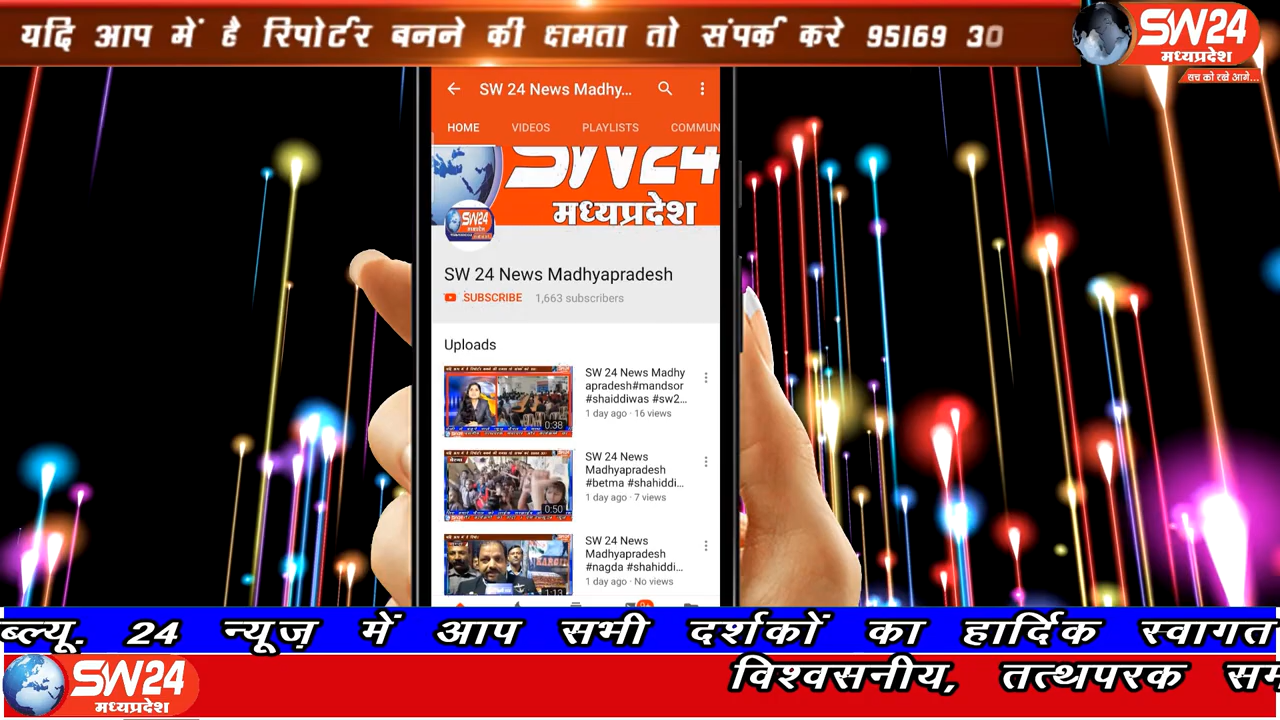 यदि आप में है रिपोर्टर बनने की क्षमता तो संपर्क करे 95169 30
SW24
मध्यप्रदेश
सच को रखे आगे...
SW 24 News Madhy...
HOME VIDEOS PLAYLISTS COMMUN
SW24
मध्यप्रदेश
SW24
SW 24 News Madhyapradesh
SUBSCRIBE 1,663 subscribers
Uploads
SW 24 News Madhy
apradesh#mandsor
#shaiddiwas #sw2...
1 day ago · 16 views
0:38
SW 24 News
Madhyapradesh
#betma #shahiddi...
1 day ago · 7 views
0:50
SW 24 News
Madhyapradesh
#nagda #shahiddi...
1 day ago · No views
1:13
ब्ल्यू. 24 न्यूज़ में आप सभी दर्शकों का हार्दिक स्वागत
विश्वसनीय, तत्थपरक सम
SW24
मध्यप्रदेश